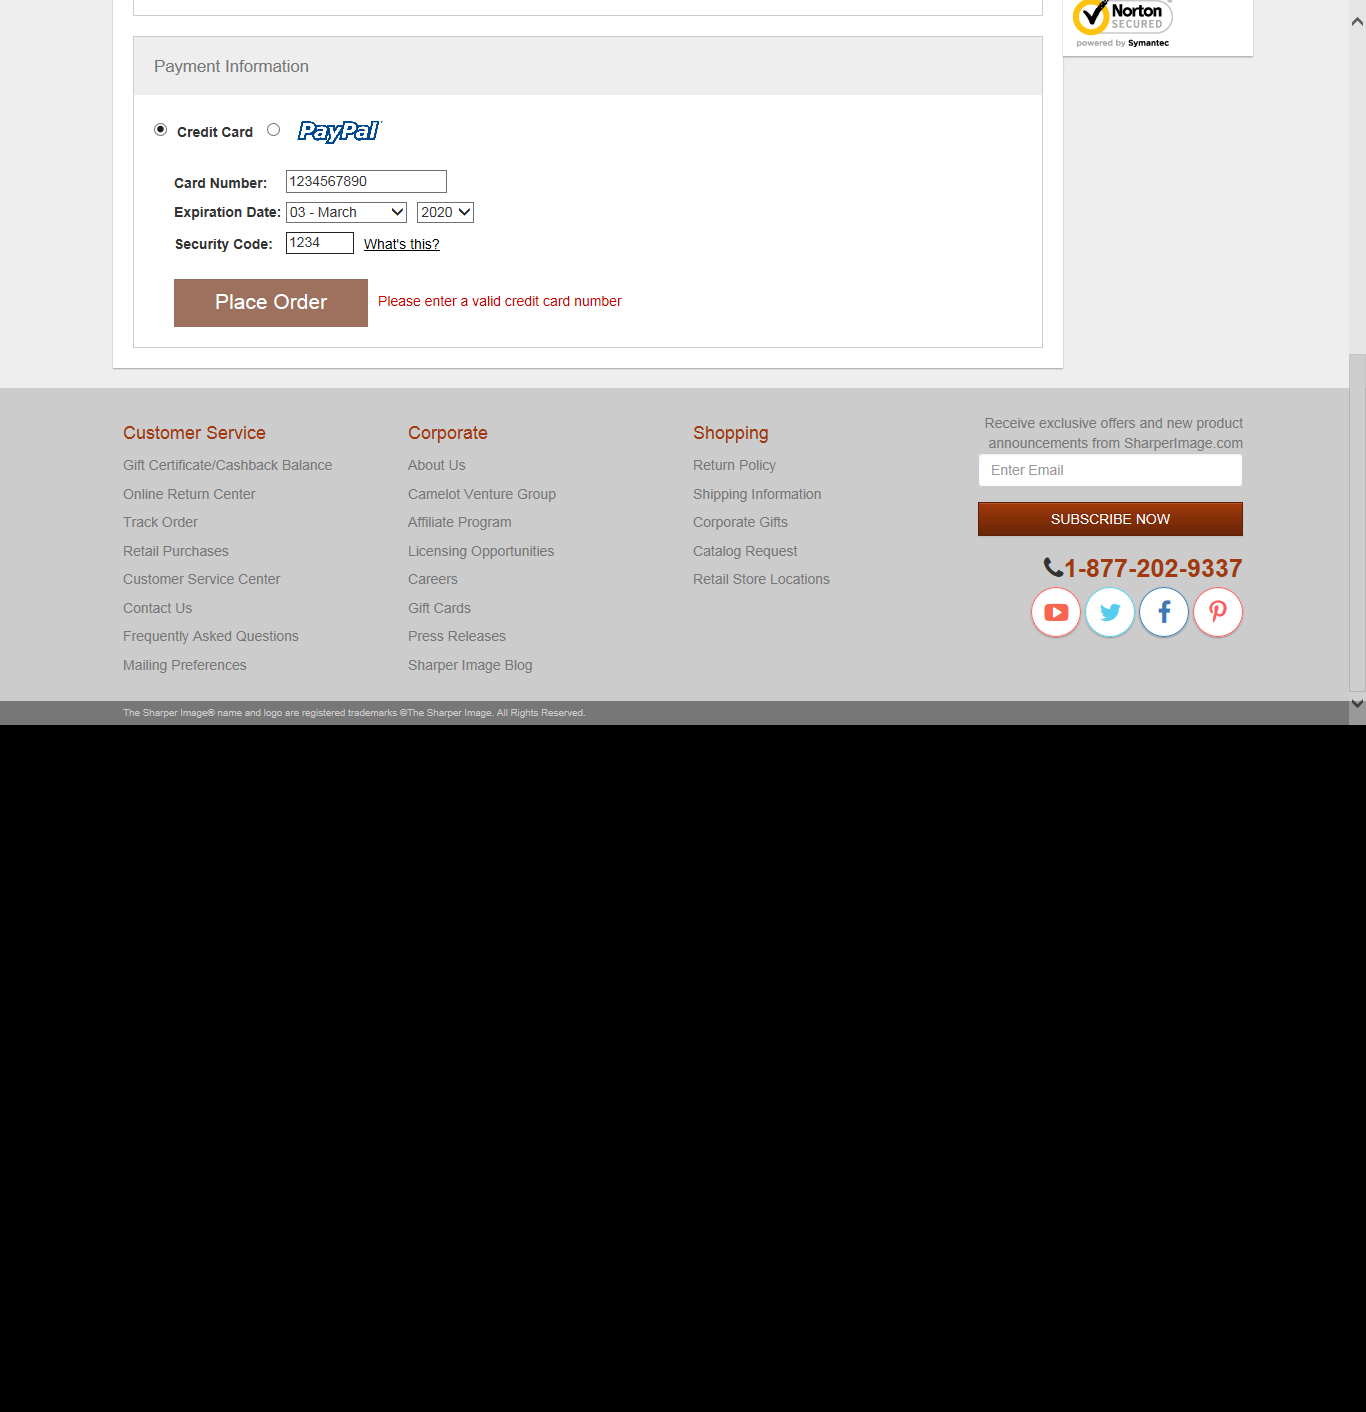 Norton
SECURED
powered by Symantec
Payment Information
Credit Card
PayPal
Card Number: 1234567890
Expiration Date: 03 - March 2020
Security Code: 1234 What's this?
Place Order Please enter a valid credit card number
Customer Service
Gift Certificate/Cashback Balance
Online Return Center
Track Order
Retail Purchases
Customer Service Center
Contact Us
Frequently Asked Questions
Mailing Preferences
Corporate
About Us
Camelot Venture Group
Affiliate Program
Licensing Opportunities
Careers
Gift Cards
Press Releases
Sharper Image Blog
Shopping
Return Policy
Shipping Information
Corporate Gifts
Catalog Request
Retail Store Locations
Receive exclusive offers and new product
announcements from SharperImage.com
Enter Email
SUBSCRIBE NOW
1-877-202-9337
The Sharper Image® name and logo are registered trademarks ©The Sharper Image. All Rights Reserved.